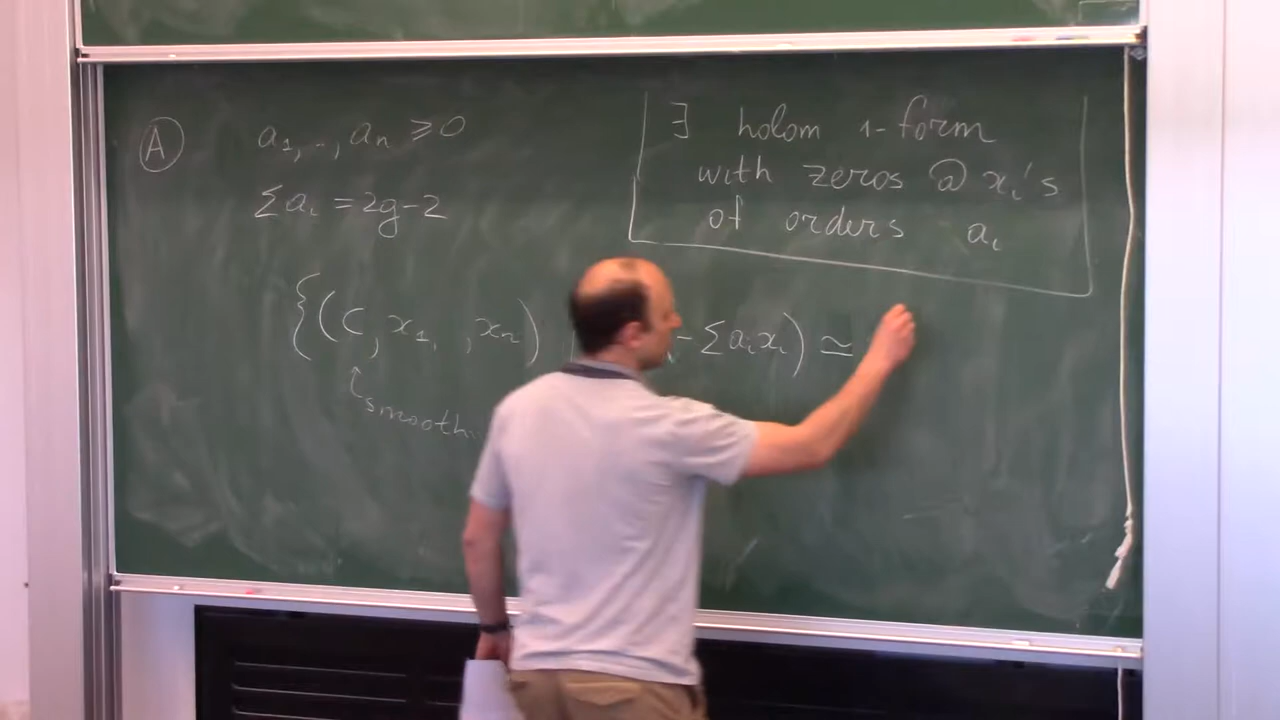 A
a₁, .., aₙ ⩾ 0
Σ aᵢ = 2g-2
∃ holom 1-form
with zeros @ xᵢ's
of orders aᵢ
{(C, x₁, , xₙ) - Σ aᵢxᵢ) ≃
smooth